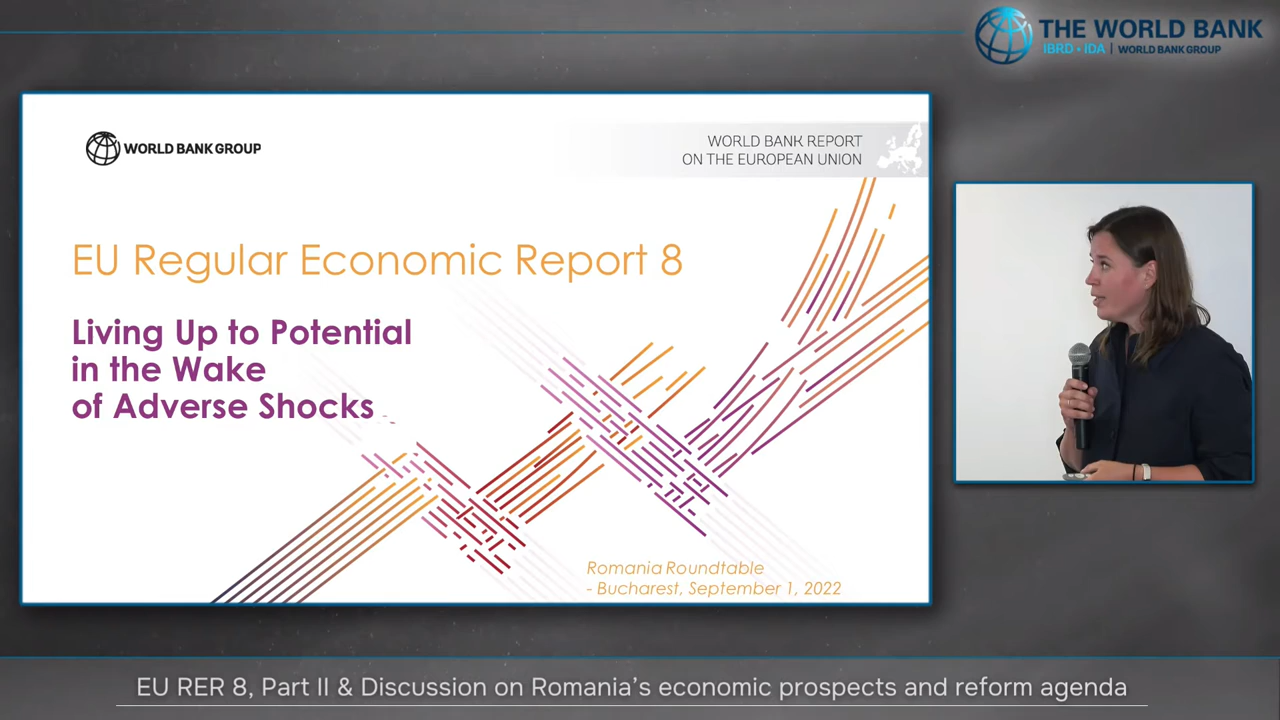 THE WORLD BANK
IBRD • IDA | WORLD BANK GROUP
WORLD BANK GROUP
WORLD BANK REPORT
ON THE EUROPEAN UNION
EU Regular Economic Report 8
Living Up to Potential
in the Wake
of Adverse Shocks
Romania Roundtable
- Bucharest, September 1, 2022
EU RER 8, Part II & Discussion on Romania's economic prospects and reform agenda